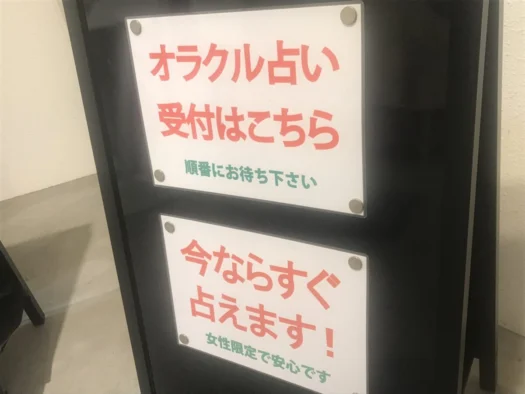 オラクル占い
受付はこちら
順番にお待ち下さい
今ならすぐ
占えます！
女性限定で安心です